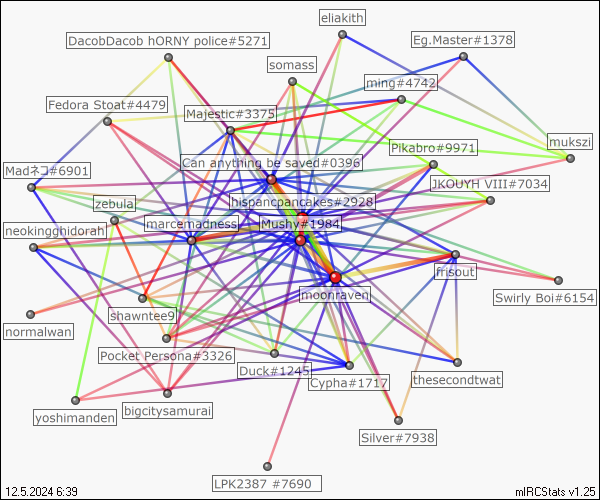 eliakith
DacobDacob hORNY police#5271
Eg.Master#1378
somass
ming#4742
Fedora Stoat#4479
Majestic#3375
mukszi
Pikabro#9971
Can anything be saved#0396
Madネコ#6901
JKOUYH VIII#7034
hispancpancakes#2928
zebula
marcemadness
Mushy#1984
neokingghidorah
frisout
moonraven
Swirly Boi#6154
shawntee9
normalwan
Pocket Persona#3326
Duck#1245
Cypha#1717
thesecondtwat
yoshimanden
bigcitysamurai
Silver#7938
LPK2387 #7690
12.5.2024 6:39
mIRCStats v1.25